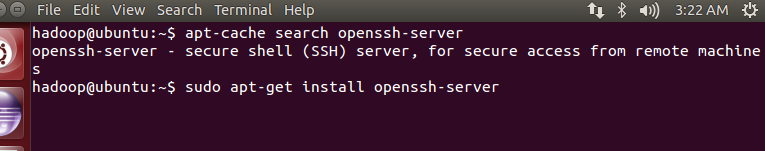 File Edit View Search Terminal Help 3:22 AM
hadoop@ubuntu:~$ apt-cache search openssh-server
openssh-server - secure shell (SSH) server, for secure access from remote machine
s
hadoop@ubuntu:~$ sudo apt-get install openssh-server